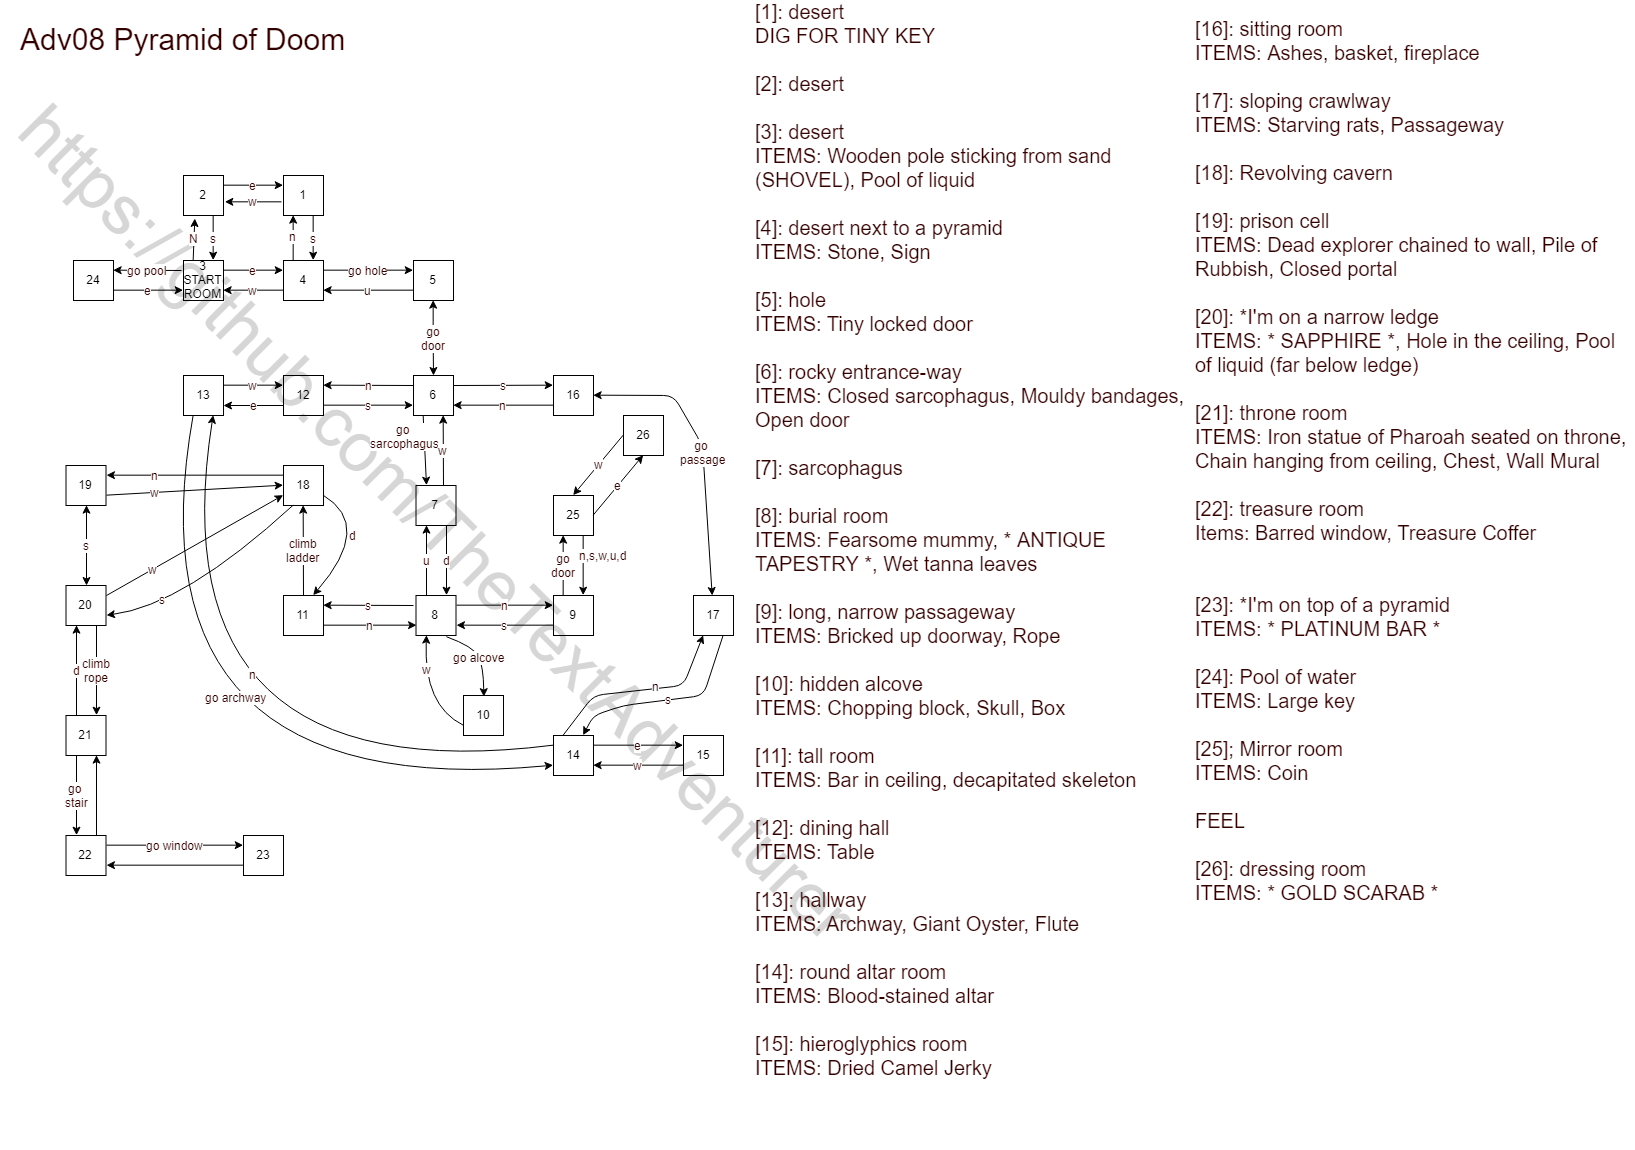 Adv08 Pyramid of Doom
https://github.com/TheTextAdventurer
2
e
w
1
N
s
n
s
24
go pool
e
3
START
ROOM
e
w
4
go hole
u
5
go
door
13
w
e
12
n
s
6
s
n
16
go
sarcophagus
w
26
go
passage
w
e
19
n
w
18
7
25
s
climb
ladder
d
u
d
go
door
n,s,w,u,d
w
s
20
11
s
n
8
n
s
9
17
d
climb
rope
go alcove
w
n
go archway
n
s
10
21
14
e
w
15
go
stair
22
go window
23
[1]: desert
DIG FOR TINY KEY
[2]: desert
[3]: desert
ITEMS: Wooden pole sticking from sand
(SHOVEL), Pool of liquid
[4]: desert next to a pyramid
ITEMS: Stone, Sign
[5]: hole
ITEMS: Tiny locked door
[6]: rocky entrance-way
ITEMS: Closed sarcophagus, Mouldy bandages,
Open door
[7]: sarcophagus
[8]: burial room
ITEMS: Fearsome mummy, * ANTIQUE
TAPESTRY *, Wet tanna leaves
[9]: long, narrow passageway
ITEMS: Bricked up doorway, Rope
[10]: hidden alcove
ITEMS: Chopping block, Skull, Box
[11]: tall room
ITEMS: Bar in ceiling, decapitated skeleton
[12]: dining hall
ITEMS: Table
[13]: hallway
ITEMS: Archway, Giant Oyster, Flute
[14]: round altar room
ITEMS: Blood-stained altar
[15]: hieroglyphics room
ITEMS: Dried Camel Jerky
[16]: sitting room
ITEMS: Ashes, basket, fireplace
[17]: sloping crawlway
ITEMS: Starving rats, Passageway
[18]: Revolving cavern
[19]: prison cell
ITEMS: Dead explorer chained to wall, Pile of
Rubbish, Closed portal
[20]: *I'm on a narrow ledge
ITEMS: * SAPPHIRE *, Hole in the ceiling, Pool
of liquid (far below ledge)
[21]: throne room
ITEMS: Iron statue of Pharoah seated on throne,
Chain hanging from ceiling, Chest, Wall Mural
[22]: treasure room
Items: Barred window, Treasure Coffer
[23]: *I'm on top of a pyramid
ITEMS: * PLATINUM BAR *
[24]: Pool of water
ITEMS: Large key
[25]; Mirror room
ITEMS: Coin
FEEL
[26]: dressing room
ITEMS: * GOLD SCARAB *